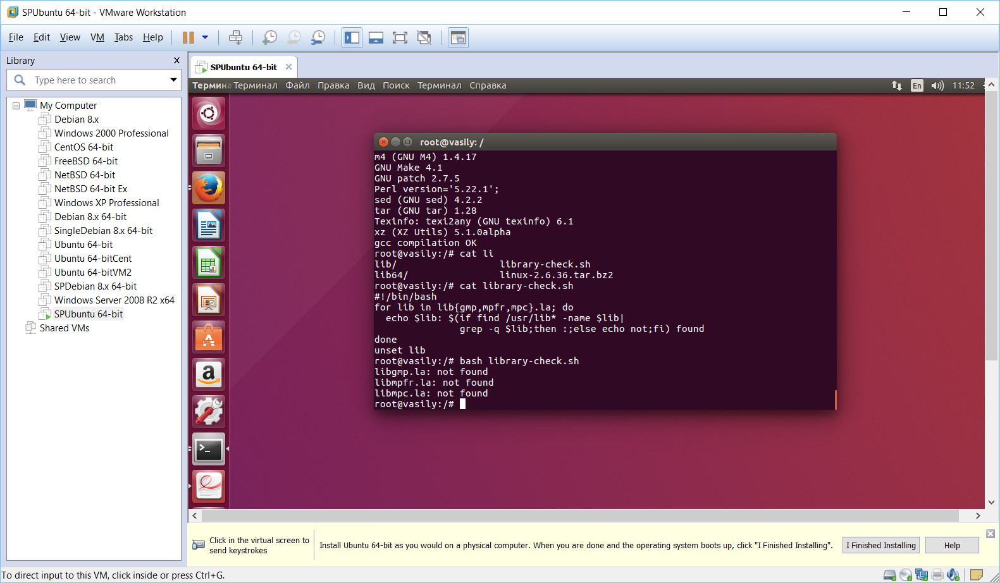 SPUbuntu 64-bit - VMware Workstation
File Edit View VM Tabs Help
Library
Type here to search
My Computer
Debian 8.x
Windows 2000 Professional
CentOS 64-bit
FreeBSD 64-bit
NetBSD 64-bit
NetBSD 64-bit Ex
Windows XP Professional
Debian 8.x 64-bit
SingleDebian 8.x 64-bit
Ubuntu 64-bit
Ubuntu 64-bitCent
Ubuntu 64-bitVM2
SPDebian 8.x 64-bit
Windows Server 2008 R2 x64
SPUbuntu 64-bit
Shared VMs
SPUbuntu 64-bit
Термина Терминал Файл Правка Вид Поиск Терминал Справка En 11:52
root@vasily: /
m4 (GNU M4) 1.4.17
GNU Make 4.1
GNU patch 2.7.5
Perl version='5.22.1';
sed (GNU sed) 4.2.2
tar (GNU tar) 1.28
Texinfo: texi2any (GNU texinfo) 6.1
xz (XZ Utils) 5.1.0alpha
gcc compilation OK
root@vasily:/# cat li
lib/ library-check.sh
lib64/ linux-2.6.36.tar.bz2
root@vasily:/# cat library-check.sh
#!/bin/bash
for lib in lib{gmp,mpfr,mpc}.la; do
echo $lib: $(if find /usr/lib* -name $lib|
grep -q $lib;then :;else echo not;fi) found
done
unset lib
root@vasily:/# bash library-check.sh
libgmp.la: not found
libmpfr.la: not found
libmpc.la: not found
root@vasily:/#
Click in the virtual screen to
send keystrokes
Install Ubuntu 64-bit as you would on a physical computer. When you are done and the operating system boots up, click "I Finished Installing".
I Finished Installing
Help
To direct input to this VM, click inside or press Ctrl+G.